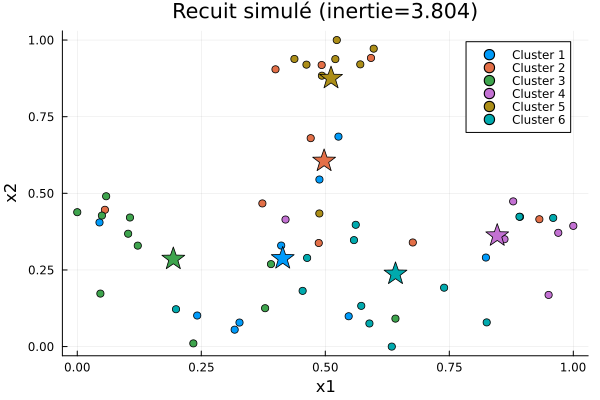 Recuit simulé (inertie=3.804)
1.00
0.75
0.50
0.25
0.00
x2
Cluster 1
Cluster 2
Cluster 3
Cluster 4
Cluster 5
Cluster 6
0.00 0.25 0.50 0.75 1.00
x1